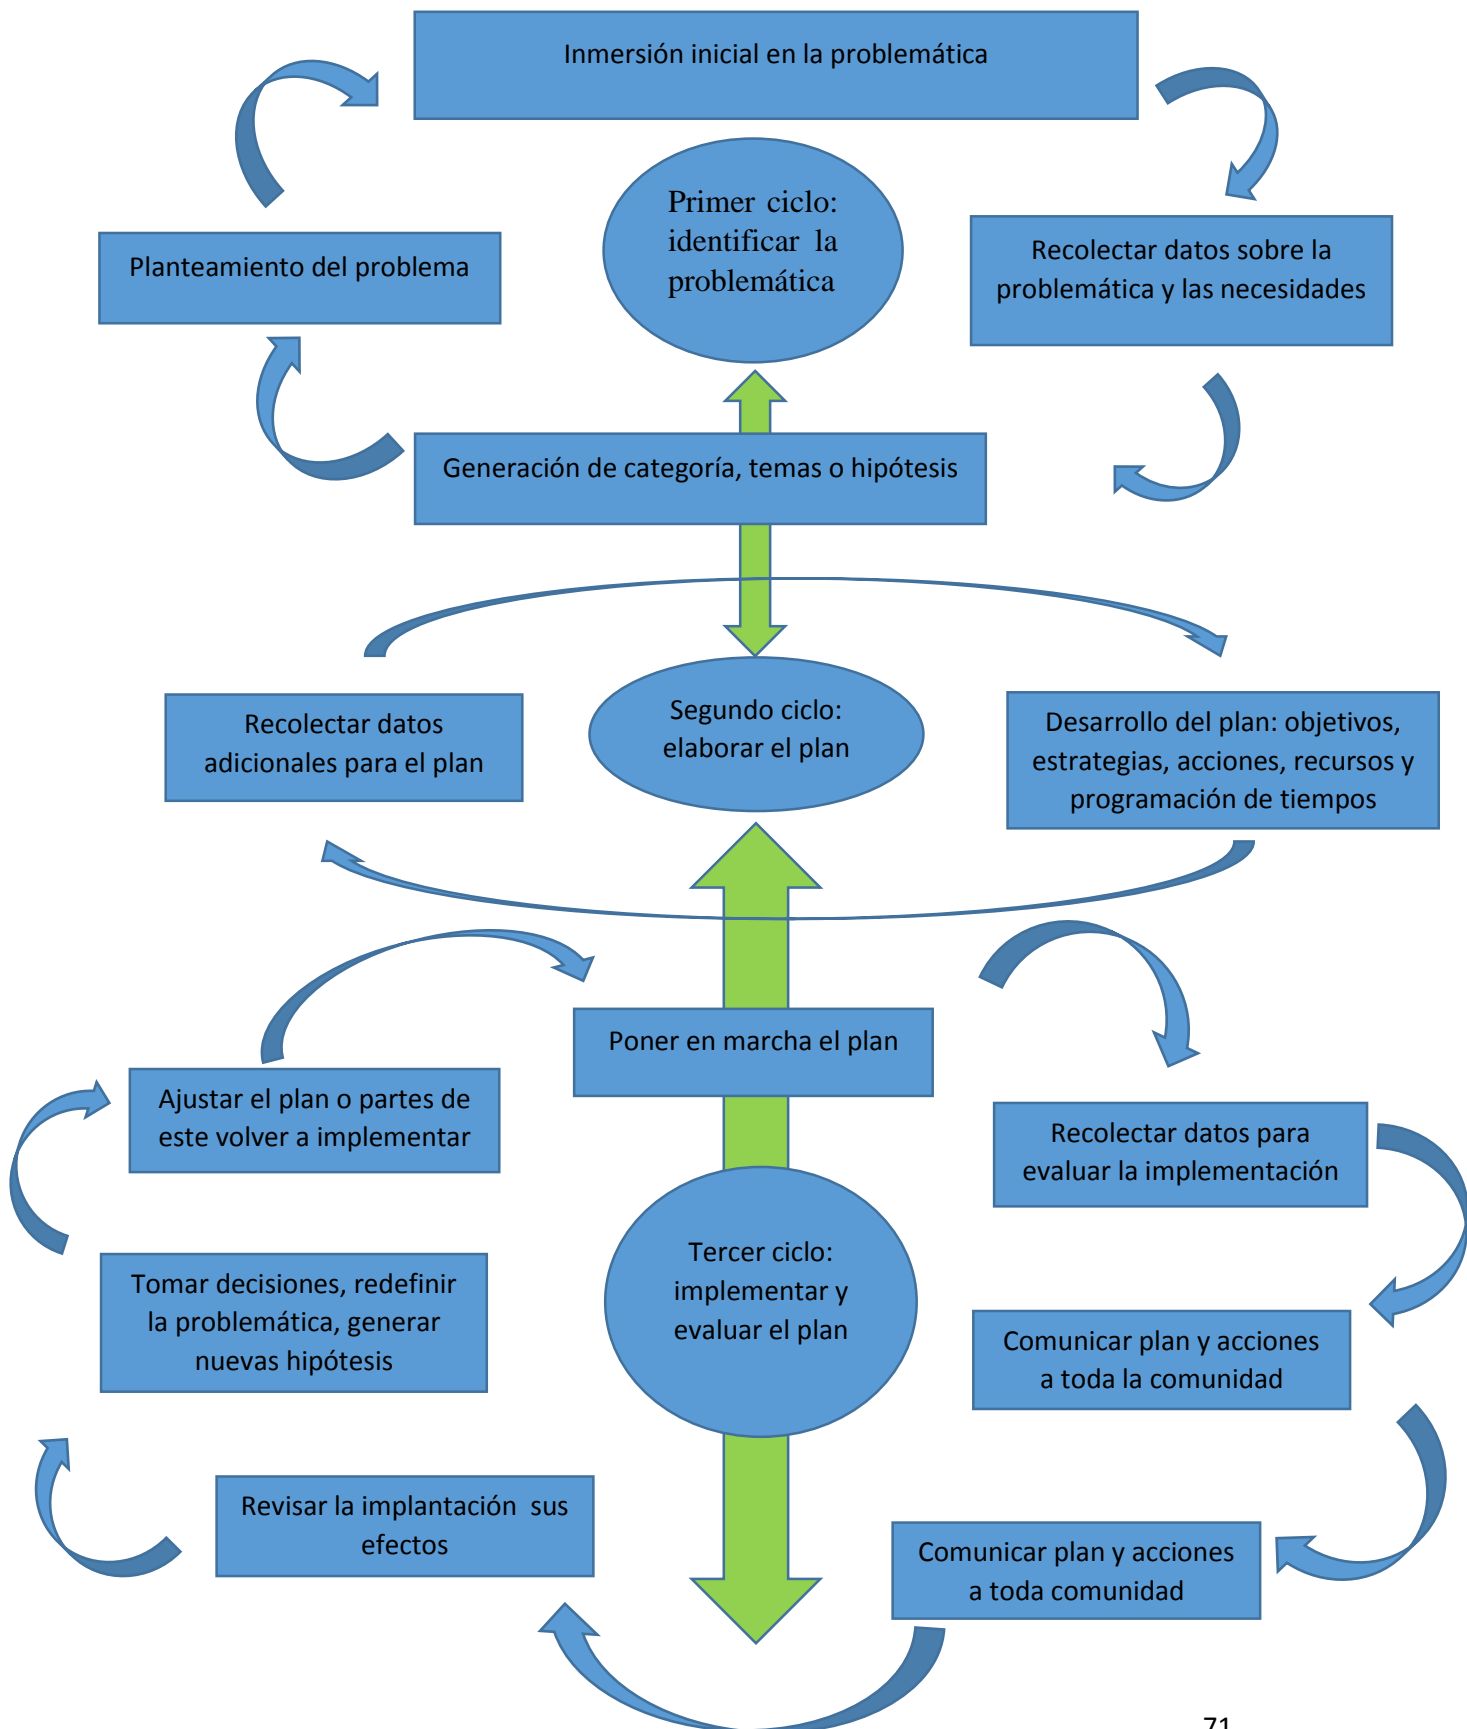 Inmersión inicial en la problemática
Primer ciclo:
identificar la
problemática
Planteamiento del problema
Recolectar datos sobre la
problemática y las necesidades
Generación de categoría, temas o hipótesis
Recolectar datos
adicionales para el plan
Segundo ciclo:
elaborar el plan
Desarrollo del plan: objetivos,
estrategias, acciones, recursos y
programación de tiempos
Poner en marcha el plan
Ajustar el plan o partes de
este volver a implementar
Recolectar datos para
evaluar la implementación
Tercer ciclo:
implementar y
evaluar el plan
Tomar decisiones, redefinir
la problemática, generar
nuevas hipótesis
Comunicar plan y acciones
a toda la comunidad
Revisar la implantación  sus
efectos
Comunicar plan y acciones
a toda comunidad
71